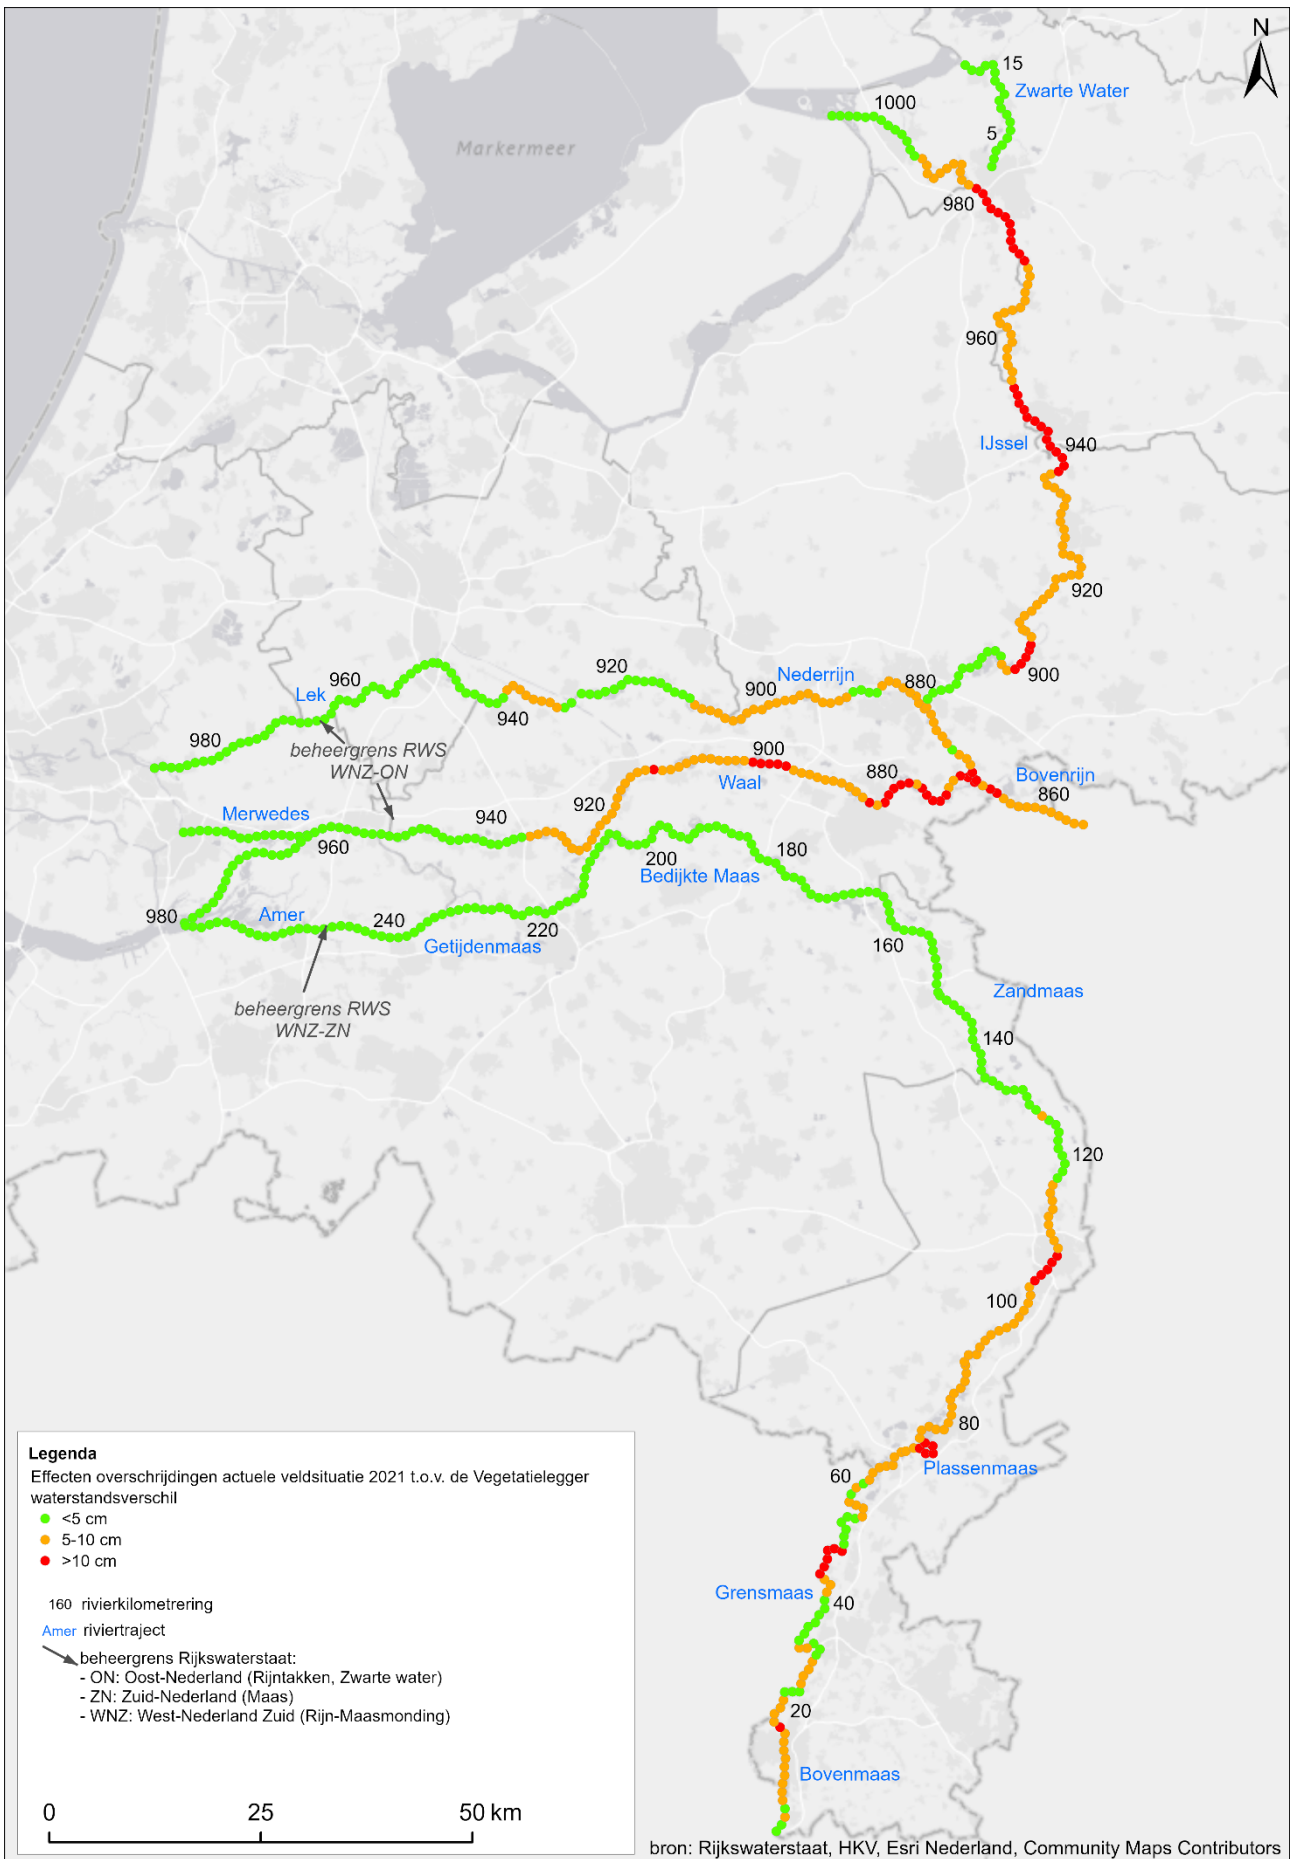 N
15
Zwarte Water
1000
5
Markermeer
980
960
IJssel
940
920
900
Nederrijn
880
920
900
960
Lek
940
980
beheergrens RWS
WNZ-ON
900
Waal
880
Bovenrijn
860
920
Merwedes
940
960
200
Bedijkte Maas
180
980
Amer
240
220
Getijdenmaas
160
Zandmaas
beheergrens RWS
WNZ-ZN
140
120
100
80
Plassenmaas
60
Grensmaas
40
20
Bovenmaas
Legenda
Effecten overschrijdingen actuele veldsituatie 2021 t.o.v. de Vegetatielegger
waterstandsverschil
<5 cm
5-10 cm
>10 cm
160 rivierkilometrering
Amer riviertraject
beheergrens Rijkswaterstaat:
- ON: Oost-Nederland (Rijntakken, Zwarte water)
- ZN: Zuid-Nederland (Maas)
- WNZ: West-Nederland Zuid (Rijn-Maasmonding)
0 25 50 km
bron: Rijkswaterstaat, HKV, Esri Nederland, Community Maps Contributors